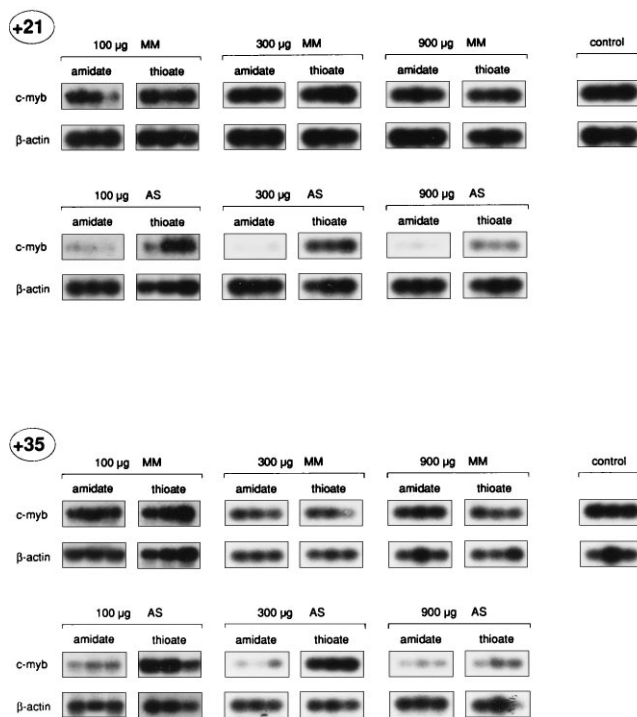 +21
100 µg MM 300 µg MM 900 µg MM control
amidate thioate amidate thioate amidate thioate
c-myb
β-actin
100 µg AS 300 µg AS 900 µg AS
amidate thioate amidate thioate amidate thioate
c-myb
β-actin
+35
100 µg MM 300 µg MM 900 µg MM control
amidate thioate amidate thioate amidate thioate
c-myb
β-actin
100 µg AS 300 µg AS 900 µg AS
amidate thioate amidate thioate amidate thioate
c-myb
β-actin